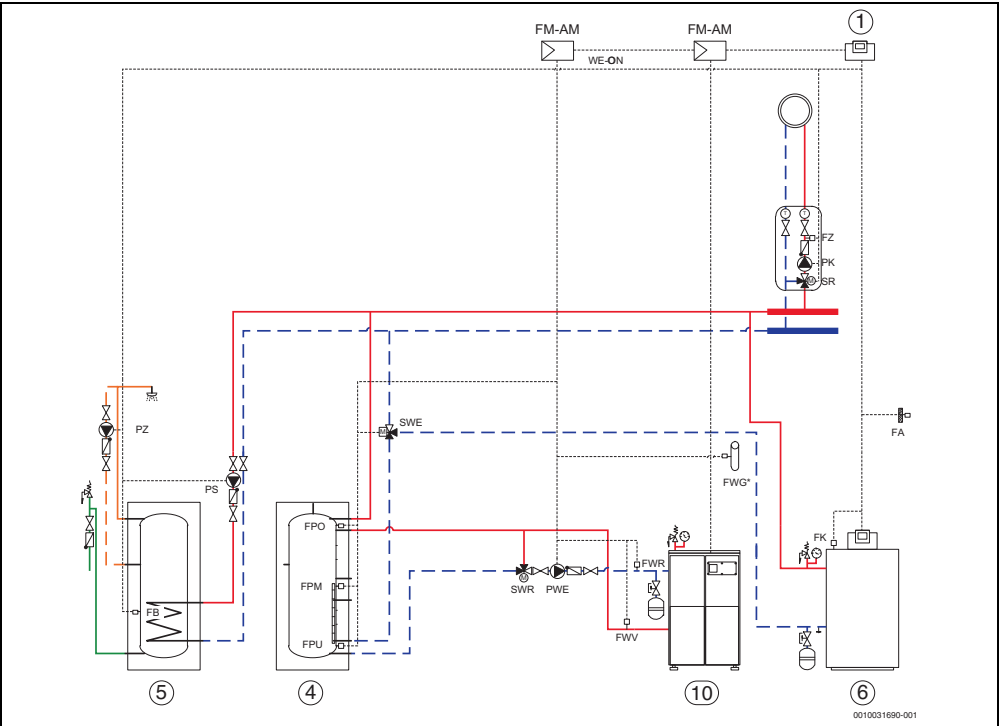 1
FM-AM
FM-AM
WE-ON
T
T
FZ
PK
SR
M
PZ
SWE
M
FA
PS
FWG*
FPO
FK
FWR
FPM
SWR
PWE
M
FB
FWV
FPU
5
4
10
6
0010031690-001